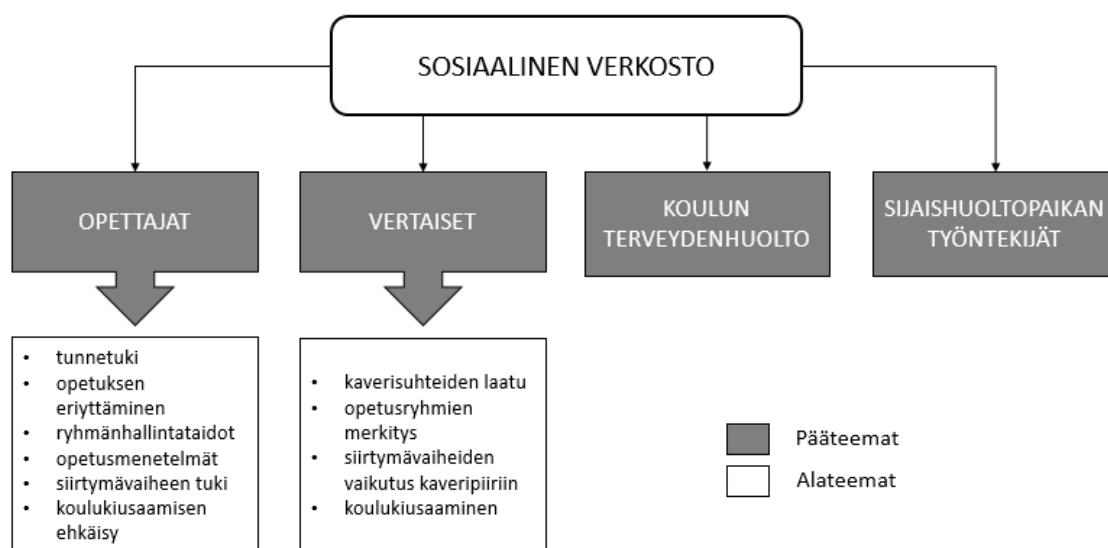 SOSIAALINEN VERKOSTO
OPETTAJAT
VERTAISET
KOULUN
TERVEYDENHUOLTO
SIJAISHUOLTOPAIKAN
TYÖNTEKIJÄT
• tunnetuki
• opetuksen
eriyttäminen
• ryhmänhallintataidot
• opetusmenetelmät
• siirtymävaiheen tuki
• koulukiusaamisen
ehkäisy
• kaverisuhteiden laatu
• opetusryhmien
merkitys
• siirtymävaiheiden
vaikutus kaveripiiriin
• koulukiusaaminen
Pääteemat
Alateemat